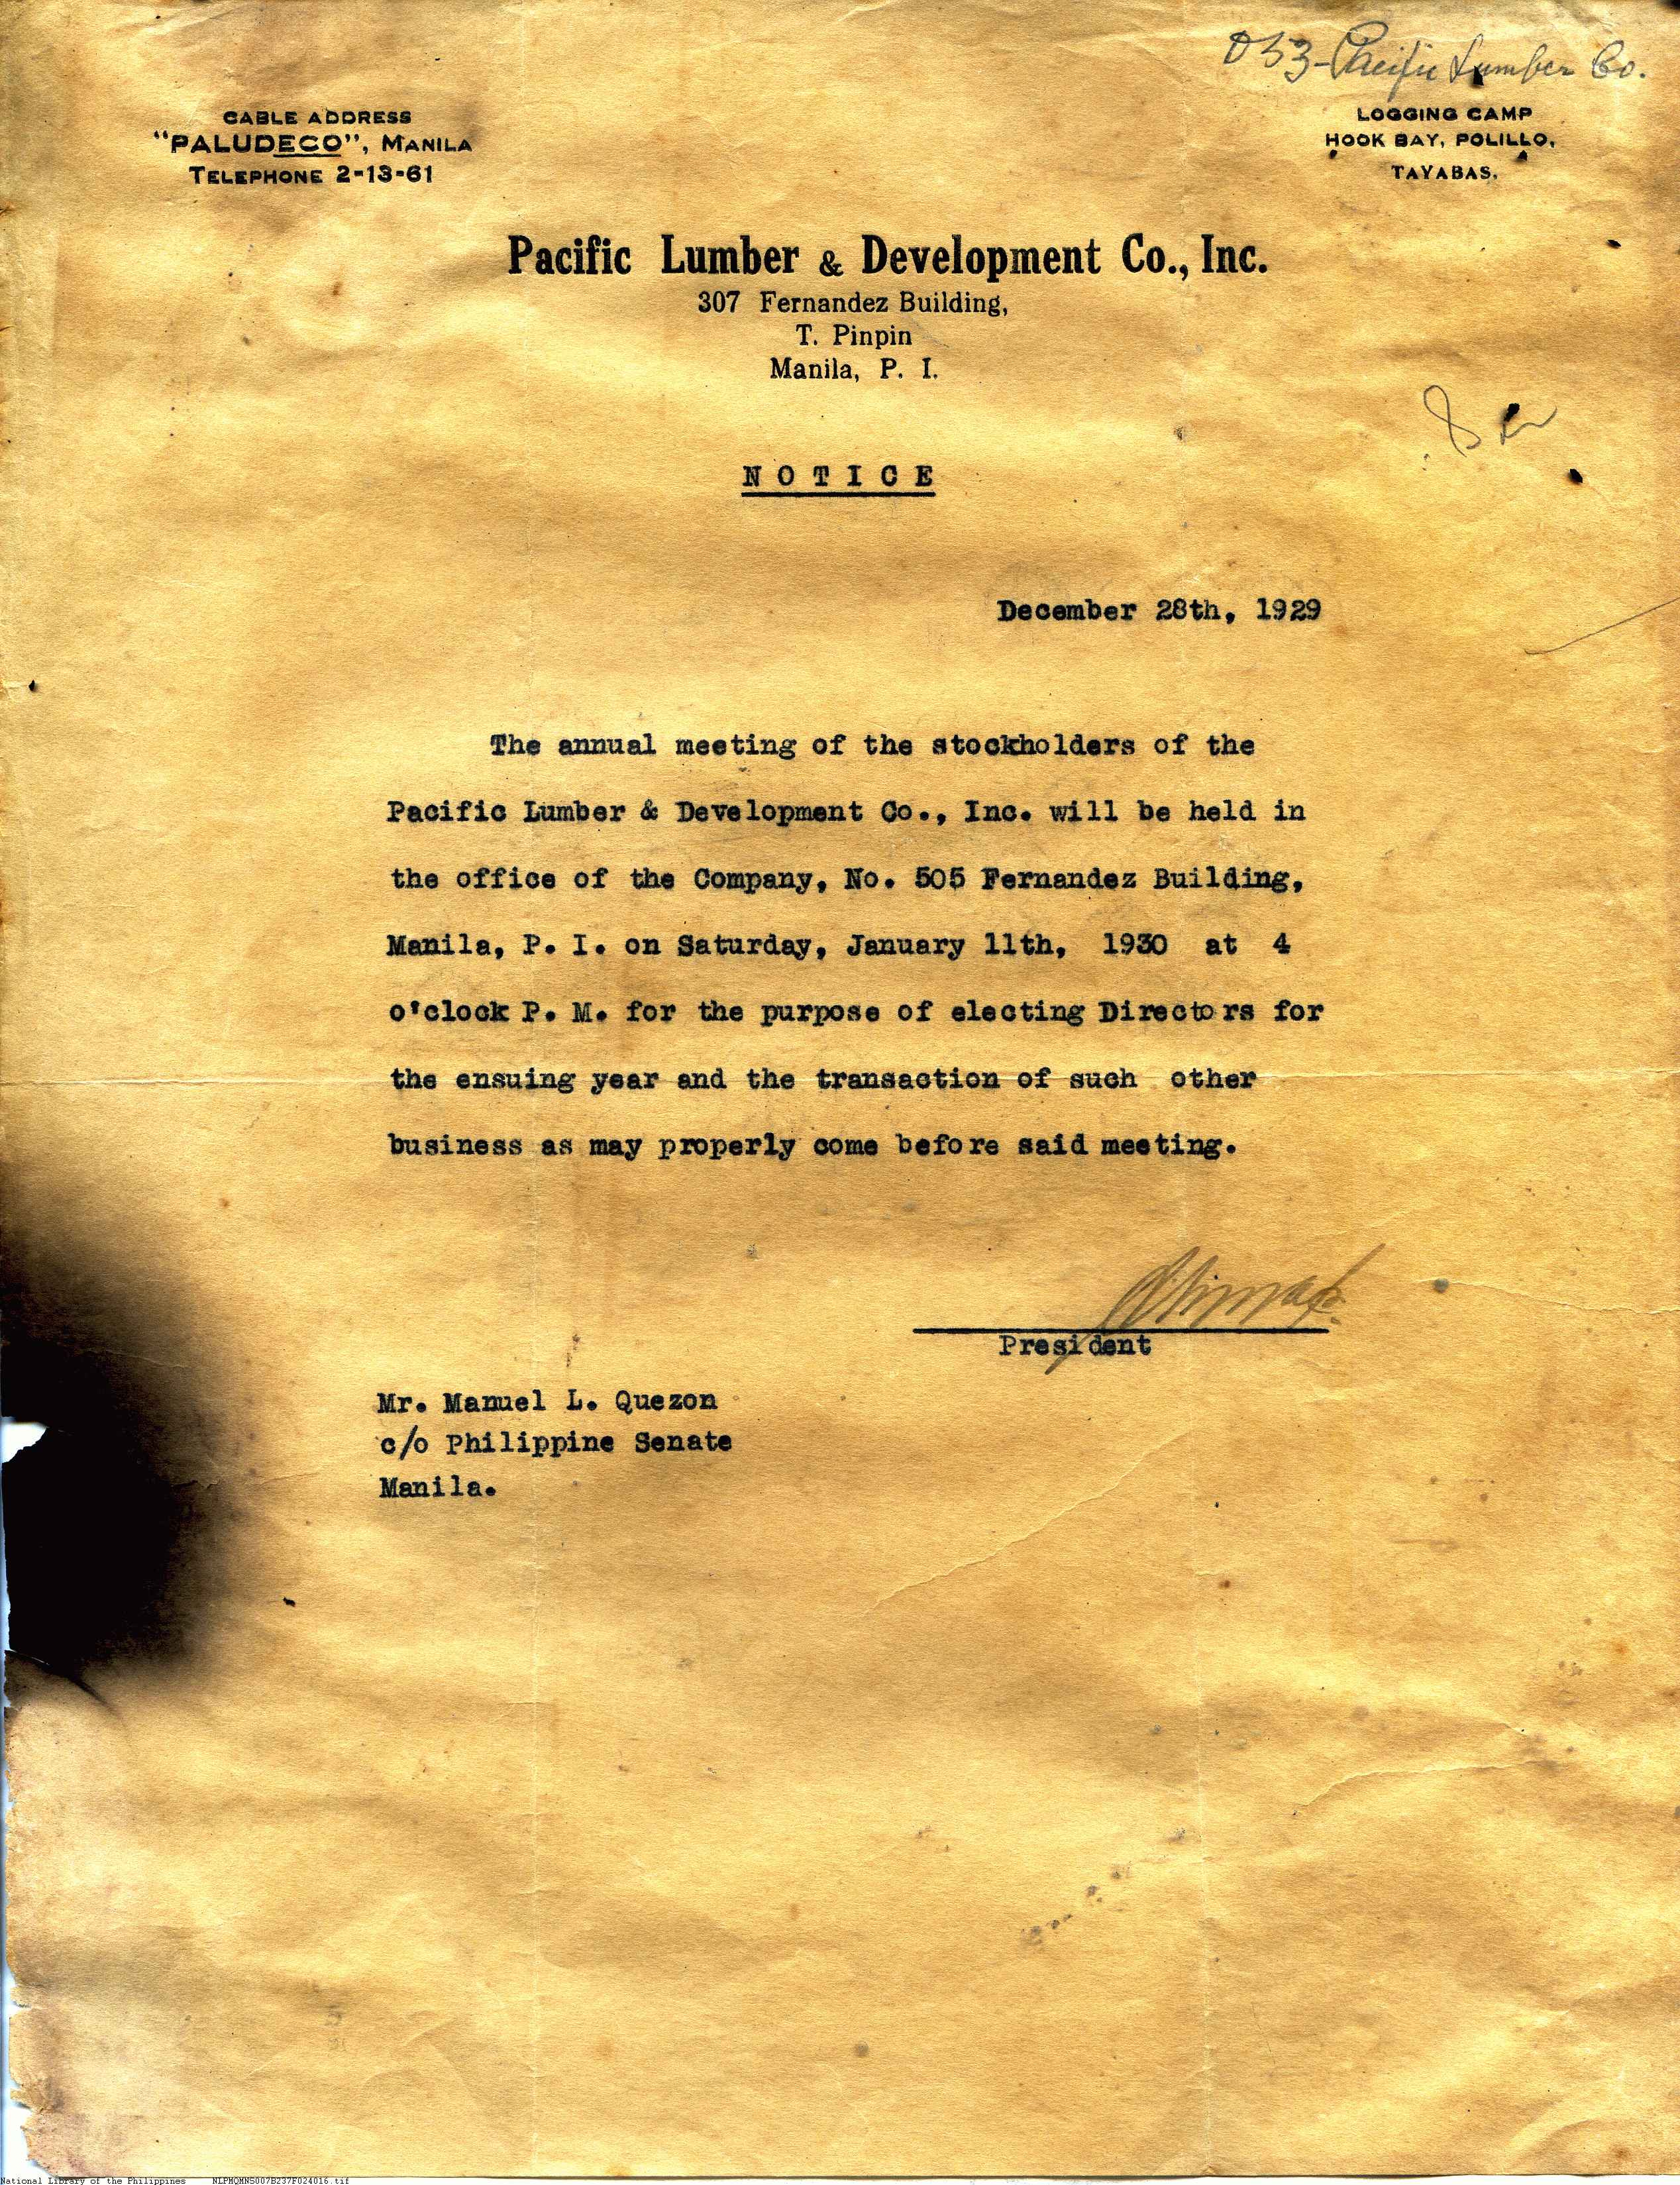 D53-Pacific Lumber Co.
CABLE ADDRESS
"PALUDECO", MANILA
TELEPHONE 2-13-61
LOGGING CAMP
HOOK BAY, POLILLO,
TAYABAS.
Pacific Lumber & Development Co., Inc.
307 Fernandez Building,
T. Pinpin
Manila, P. I.
NOTICE
December 28th, 1929
The annual meeting of the stockholders of the
Pacific Lumber & Development Co., Inc. will be held in
the office of the Company, No. 505 Fernandez Building,
Manila, P. I. on Saturday, January 11th, 1930 at 4
o'clock P. M. for the purpose of electing Directors for
the ensuing year and the transaction of such other
business as may properly come before said meeting.
President
Mr. Manuel L. Quezon
c/o Philippine Senate
Manila.
National Library of the Philippines NLPMQMNS007B237F024016.tif